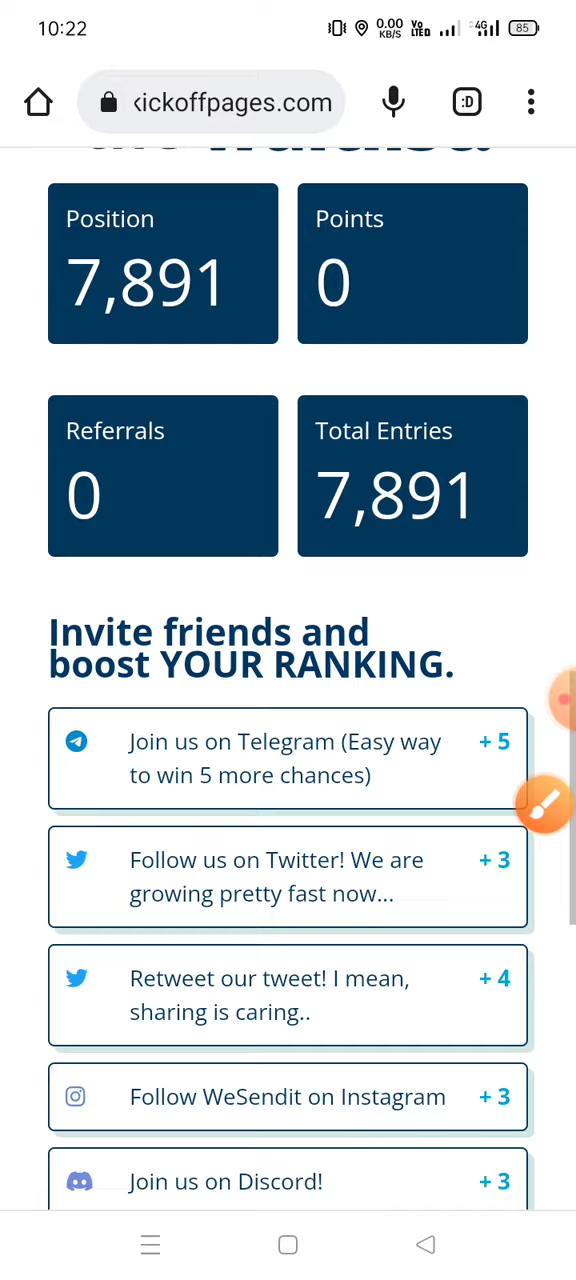 10:22
0.00
KB/S
Vo
LTED
4G
85
kickoffpages.com
:D
Position
Points
7,891
0
Referrals
Total Entries
0
7,891
Invite friends and
boost YOUR RANKING.
Join us on Telegram (Easy way
to win 5 more chances)
+ 5
Follow us on Twitter! We are
growing pretty fast now...
+ 3
Retweet our tweet! I mean,
sharing is caring..
+ 4
Follow WeSendit on Instagram
+ 3
Join us on Discord!
+ 3